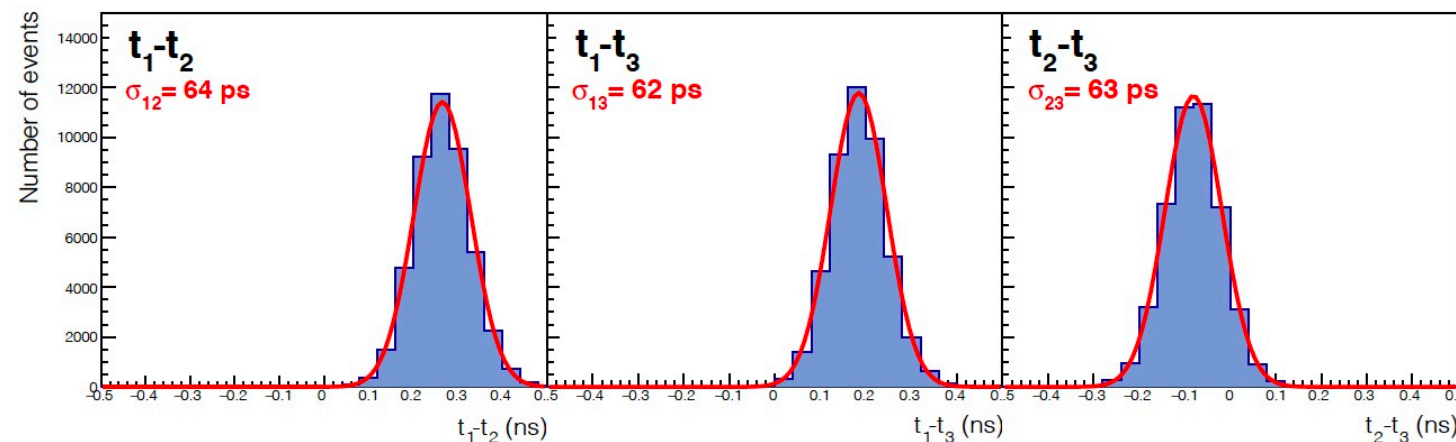 Number of events
14000
12000
10000
8000
6000
4000
2000
0
t₁-t₂
σ₁₂= 64 ps
–0.5 –0.4 –0.3 –0.2 –0.1 0 0.1 0.2 0.3 0.4 0.5
t₁-t₂ (ns)
t₁-t₃
σ₁₃= 62 ps
–0.4 –0.3 –0.2 –0.1 0 0.1 0.2 0.3 0.4 0.5
t₁-t₃ (ns)
t₂-t₃
σ₂₃= 63 ps
–0.4 –0.3 –0.2 –0.1 0 0.1 0.2 0.3 0.4
t₂-t₃ (ns)